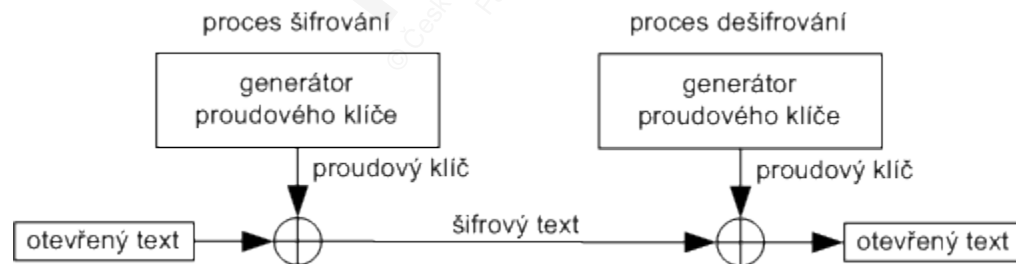 © Česk
proces šifrování
proces dešifrování
generátor
proudového klíče
generátor
proudového klíče
proudový klíč
proudový klíč
otevřený text
šifrový text
otevřený text